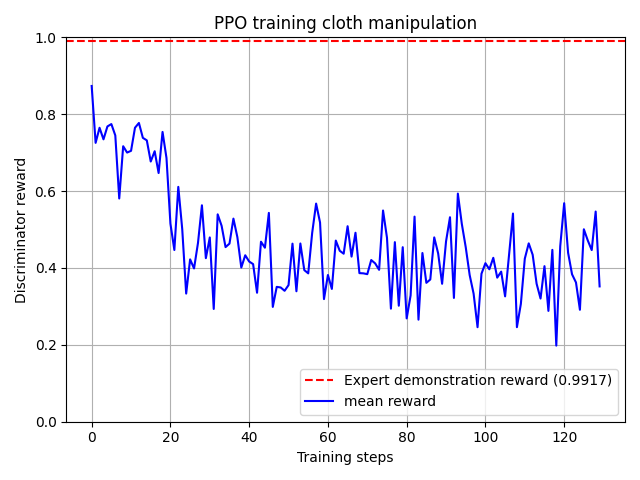 PPO training cloth manipulation
1.0
0.8
0.6
0.4
0.2
0.0
Discriminator reward
Expert demonstration reward (0.9917)
mean reward
0 20 40 60 80 100 120
Training steps